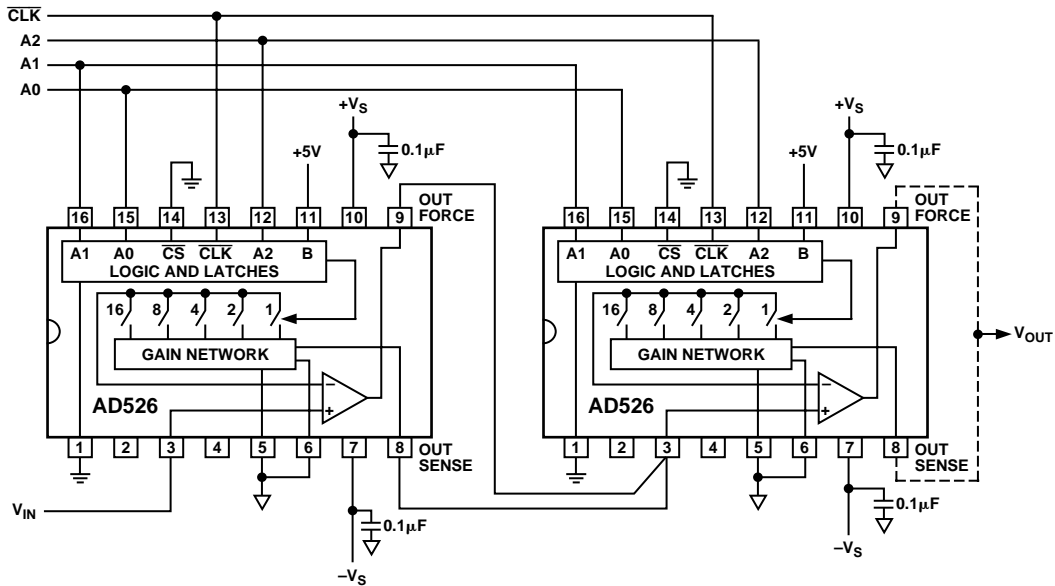 CLK
A2
A1
A0
+VS +VS
0.1µF 0.1µF
+5V +5V
16 15 14 13 12 11 10 9 OUT FORCE 16 15 14 13 12 11 10 9 OUT FORCE
A1 A0 CS CLK A2 B A1 A0 CS CLK A2 B
LOGIC AND LATCHES LOGIC AND LATCHES
16 8 4 2 1 16 8 4 2 1
GAIN NETWORK GAIN NETWORK
VOUT
– –
AD526 + AD526 +
1 2 3 4 5 6 7 8 OUT SENSE 1 2 3 4 5 6 7 8 OUT SENSE
VIN
0.1µF 0.1µF
–VS –VS